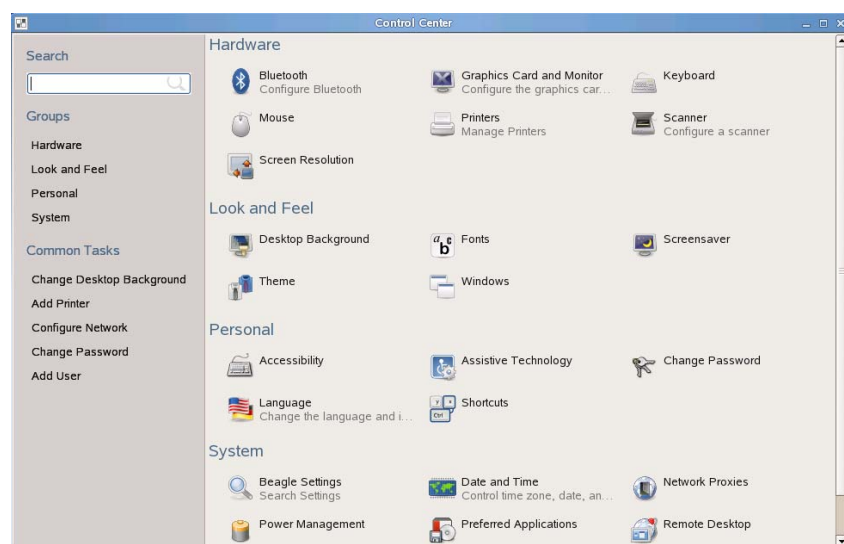 Control Center
Search
Groups
Hardware
Look and Feel
Personal
System
Common Tasks
Change Desktop Background
Add Printer
Configure Network
Change Password
Add User
Hardware
Bluetooth
Configure Bluetooth
Graphics Card and Monitor
Configure the graphics car...
Keyboard
Mouse
Printers
Manage Printers
Scanner
Configure a scanner
Screen Resolution
Look and Feel
Desktop Background
Fonts
Screensaver
Theme
Windows
Personal
Accessibility
Assistive Technology
Change Password
Language
Change the language and i...
Shortcuts
System
Beagle Settings
Search Settings
Date and Time
Control time zone, date, an...
Network Proxies
Power Management
Preferred Applications
Remote Desktop